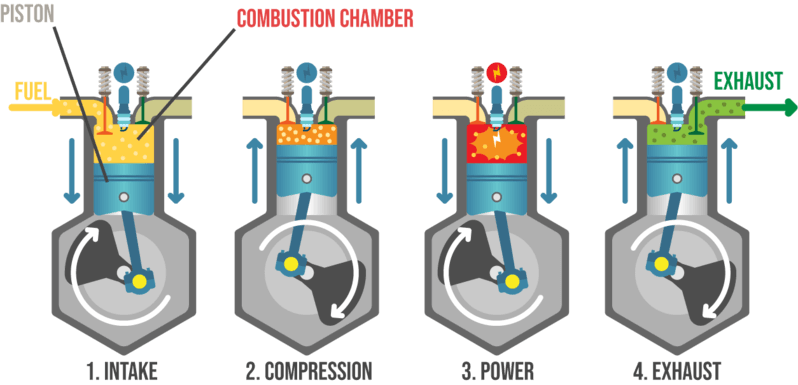 PISTON
COMBUSTION CHAMBER
FUEL
EXHAUST
1. INTAKE
2. COMPRESSION
3. POWER
4. EXHAUST